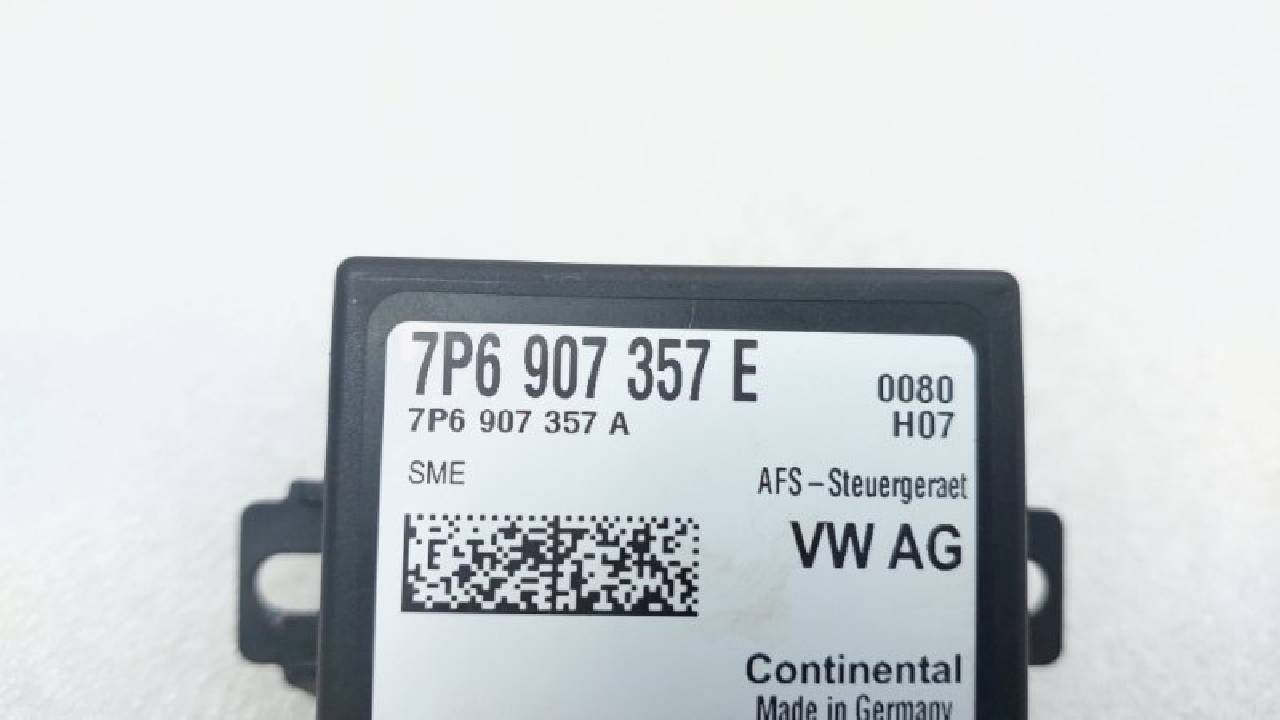 7P6 907 357 E
0080
7P6 907 357 A
H07
SME
AFS-Steuergeraet
VW AG
Continental
Made in Germany